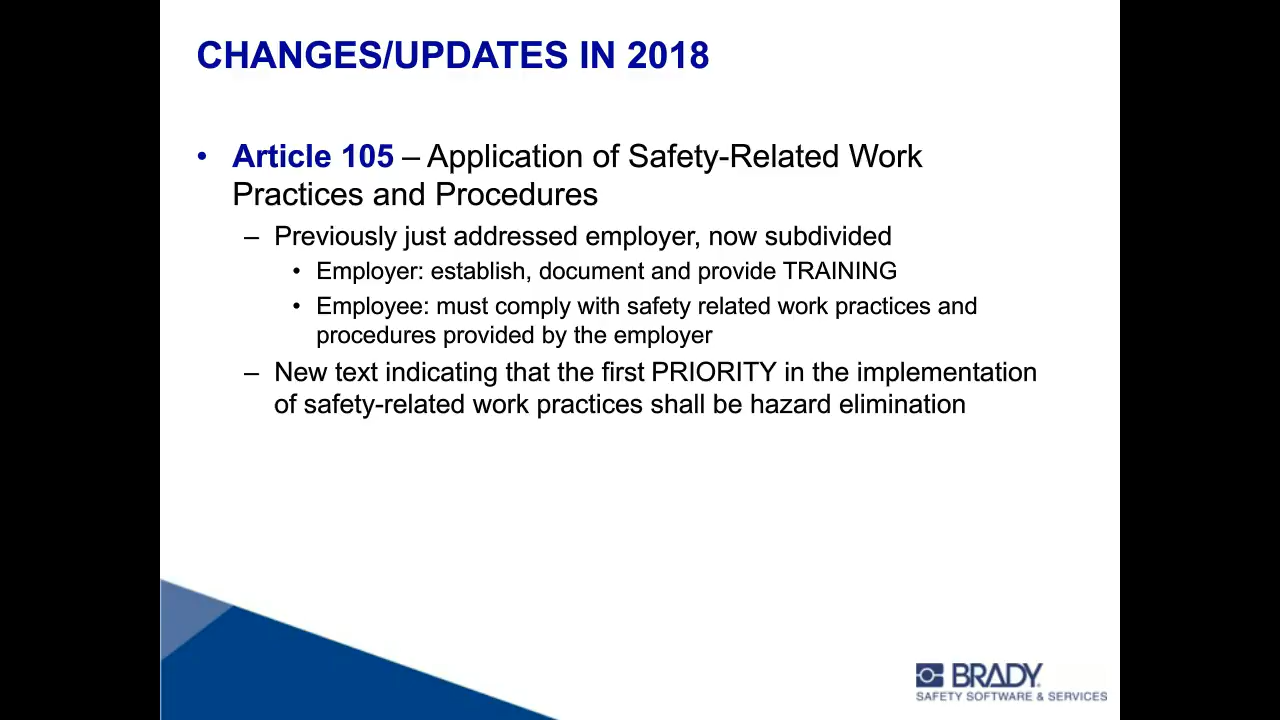 CHANGES/UPDATES IN 2018
• Article 105 – Application of Safety-Related Work
Practices and Procedures
– Previously just addressed employer, now subdivided
• Employer: establish, document and provide TRAINING
• Employee: must comply with safety related work practices and
procedures provided by the employer
– New text indicating that the first PRIORITY in the implementation
of safety-related work practices shall be hazard elimination
BRADY.
SAFETY SOFTWARE & SERVICES